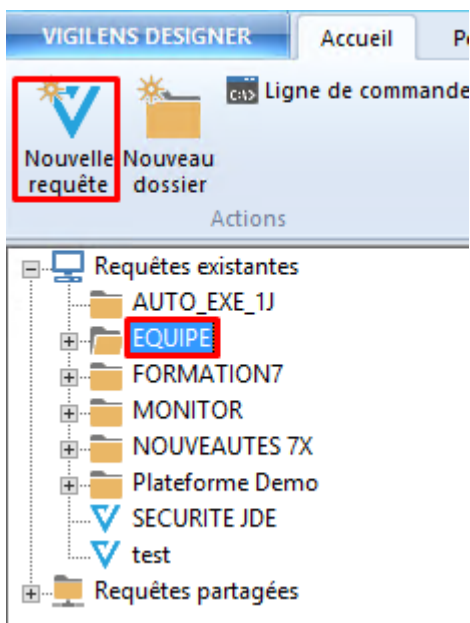 VIGILENS DESIGNER Accueil
Ligne de commande
Nouvelle Nouveau
requête dossier
Actions
Requêtes existantes
AUTO_EXE_1J
EQUIPE
FORMATION7
MONITOR
NOUVEAUTES 7X
Plateforme Demo
SECURITE JDE
test
Requêtes partagées